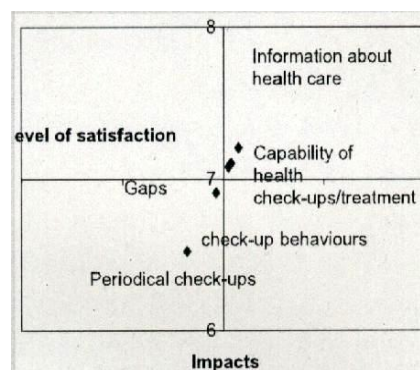 8
Information about
health care
evel of satisfaction
Capability of
7
health
Gaps
check-ups/treatment
check-up behaviours
Periodical check-ups
6
Impacts